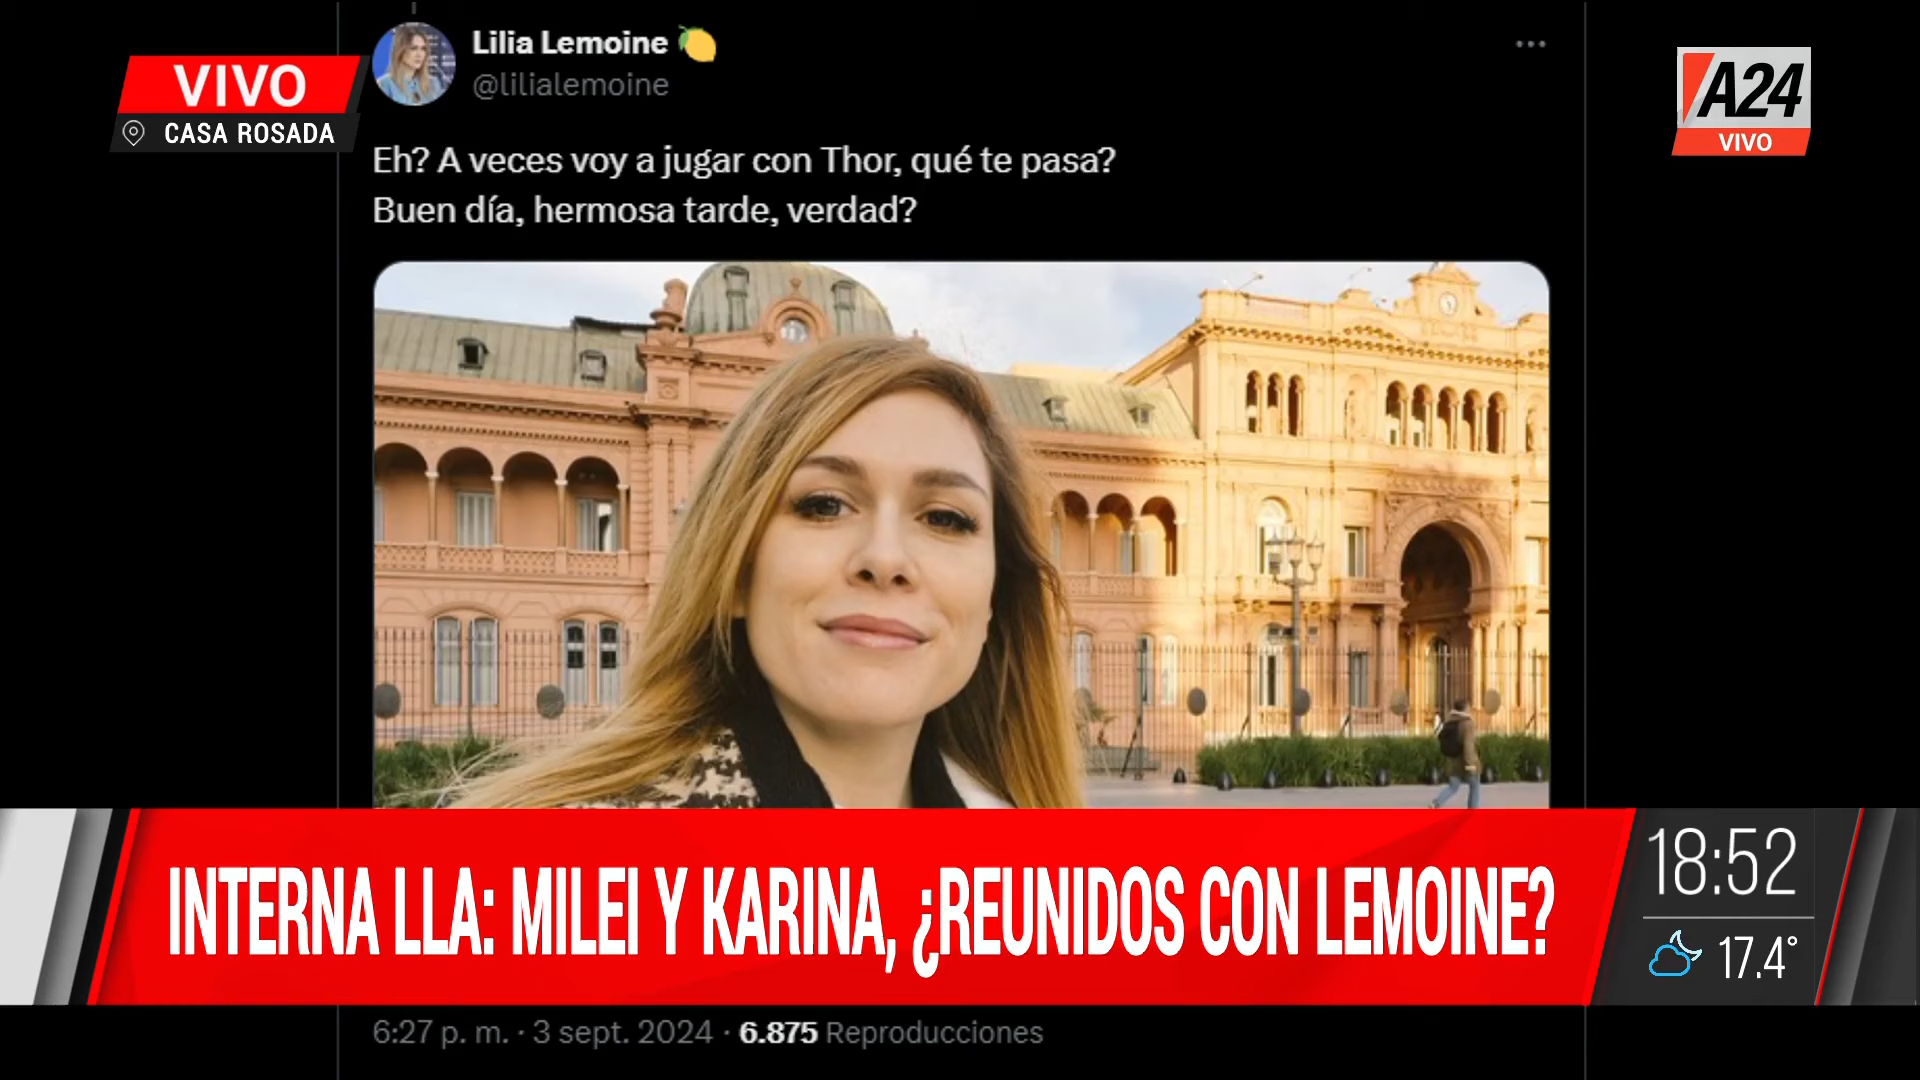 Lilia Lemoine 🍋
@lilialemoine
VIVO
CASA ROSADA
A24
VIVO
Eh? A veces voy a jugar con Thor, qué te pasa?
Buen día, hermosa tarde, verdad?
INTERNA LLA: MILEI Y KARINA, ¿REUNIDOS CON LEMOINE?
18:52
17.4°
6:27 p. m. · 3 sept. 2024 · 6.875 Reproducciones